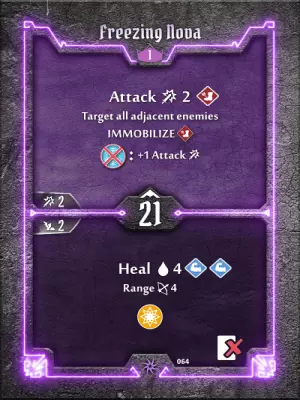 Freezing Nova
1
Attack 2
Target all adjacent enemies
IMMOBILIZE
: +1 Attack
2
21
2
Heal 4
Range 4
064